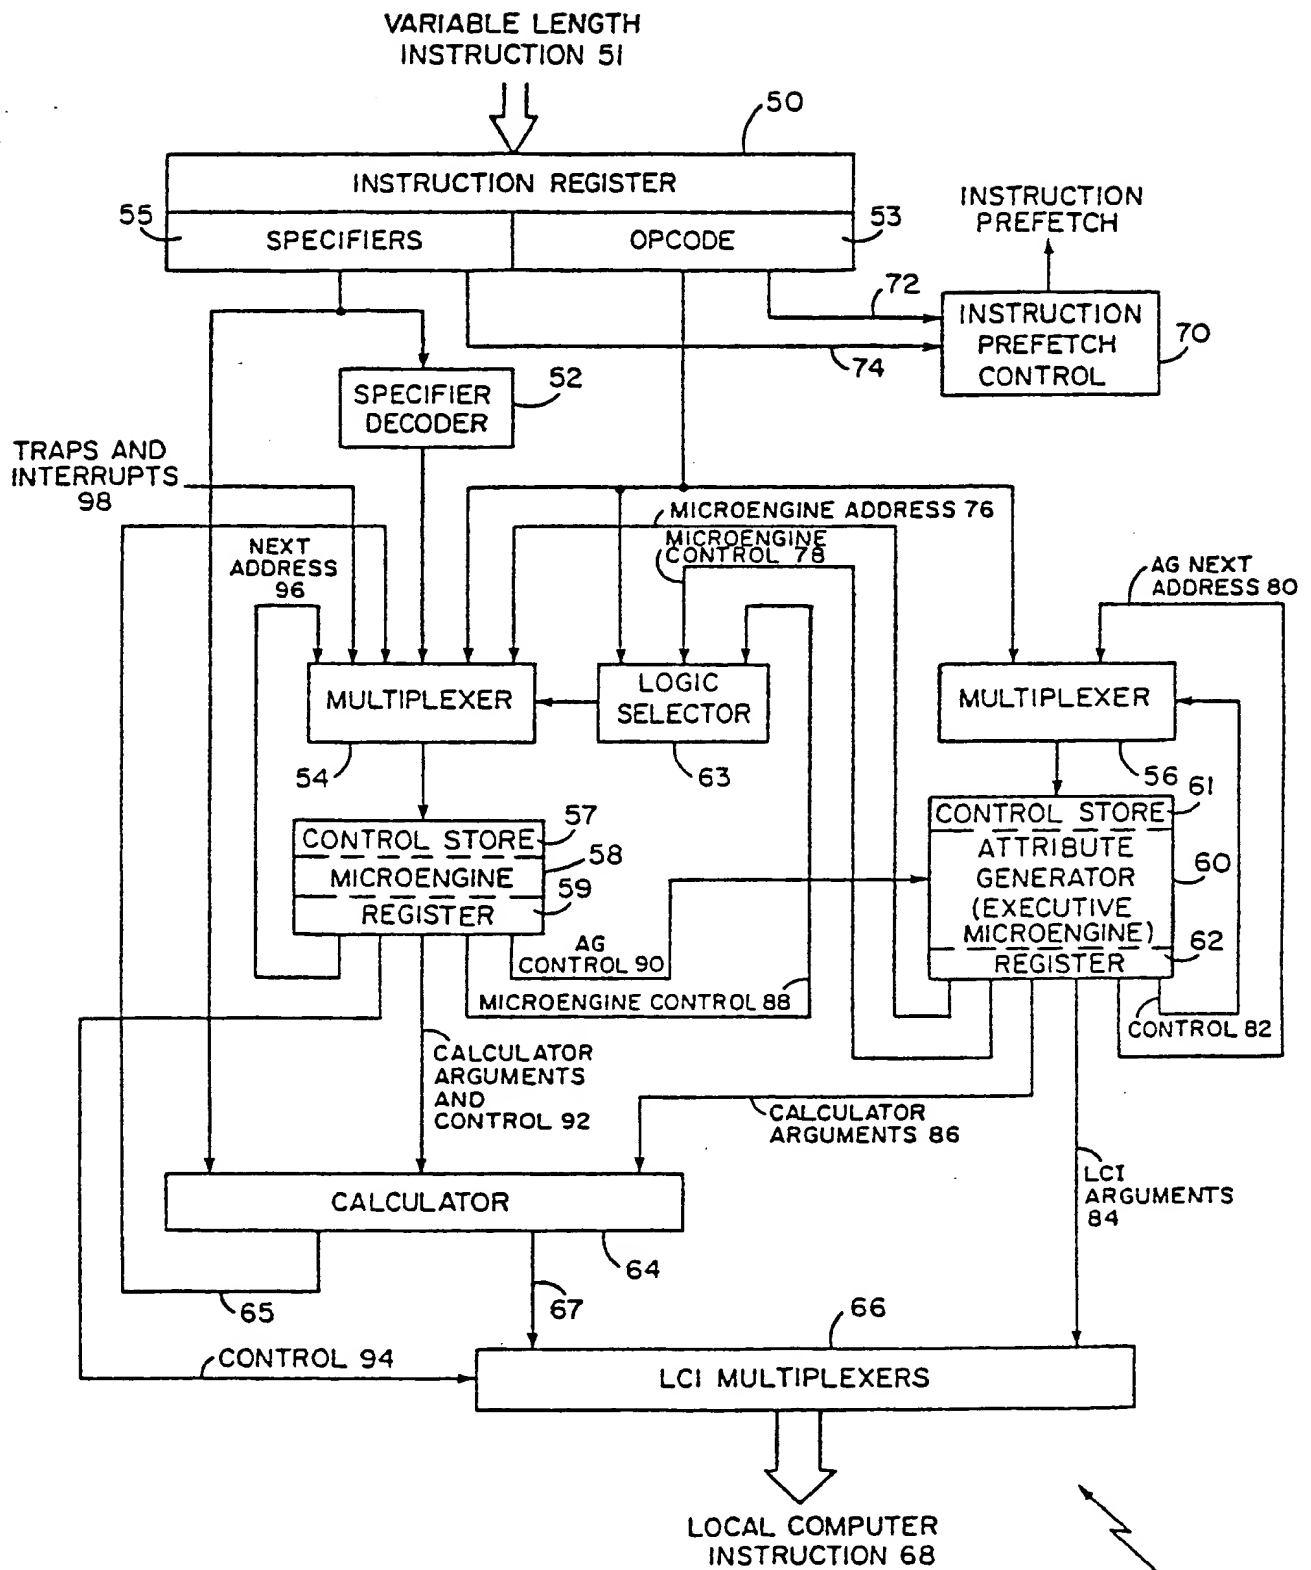 VARIABLE LENGTH
INSTRUCTION 51
50
INSTRUCTION REGISTER
55
SPECIFIERS
OPCODE
53
INSTRUCTION
PREFETCH
72
74
INSTRUCTION
PREFETCH
CONTROL
70
SPECIFIER
DECODER
52
TRAPS AND
INTERRUPTS
98
MICROENGINE ADDRESS 76
MICROENGINE
CONTROL 78
NEXT
ADDRESS
96
AG NEXT
ADDRESS 80
MULTIPLEXER
54
LOGIC
SELECTOR
63
MULTIPLEXER
56
CONTROL STORE
57
MICROENGINE
58
REGISTER
59
CONTROL STORE
61
ATTRIBUTE
GENERATOR
(EXECUTIVE
MICROENGINE)
60
REGISTER
62
AG
CONTROL 90
MICROENGINE CONTROL 88
CONTROL 82
CALCULATOR
ARGUMENTS
AND
CONTROL 92
CALCULATOR
ARGUMENTS 86
LCI
ARGUMENTS
84
CALCULATOR
64
65
67
66
CONTROL 94
LCI MULTIPLEXERS
LOCAL COMPUTER
INSTRUCTION 68